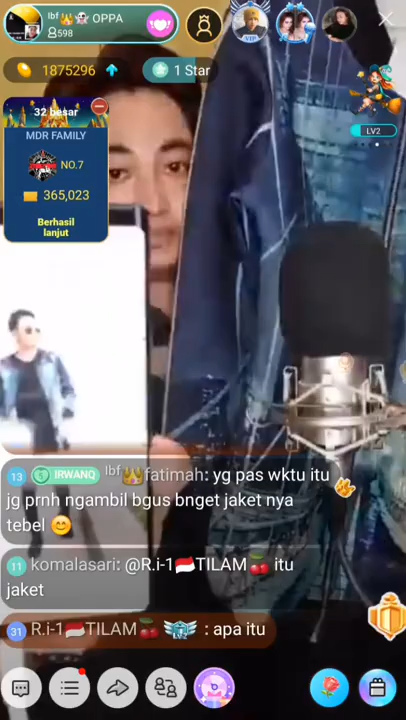 lbf👑👻 OPPA
598
VIP
1875296
1 Star
32 besar
MDR FAMILY
NO.7
365,023
Berhasil
lanjut
LV2
13 IRWANQ lbf👑fatimah: yg pas wktu itu
jg prnh ngambil bgus bnget jaket nya
tebel 😊
11 komalasari: @R.i-1🇮🇩TILAM🍒 itu
jaket
31 R.i-1🇮🇩TILAM🍒 : apa itu